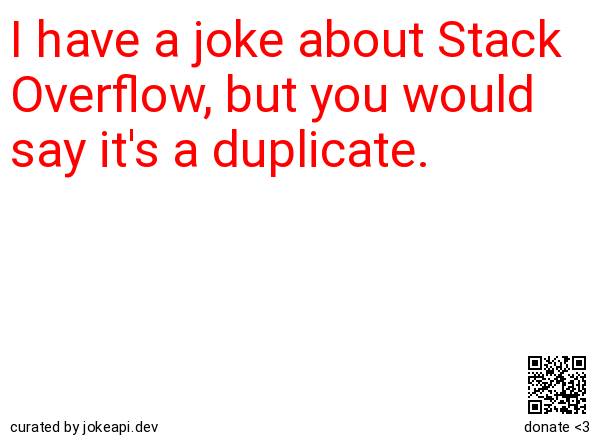 I have a joke about Stack
Overflow, but you would
say it's a duplicate.
curated by jokeapi.dev
donate <3